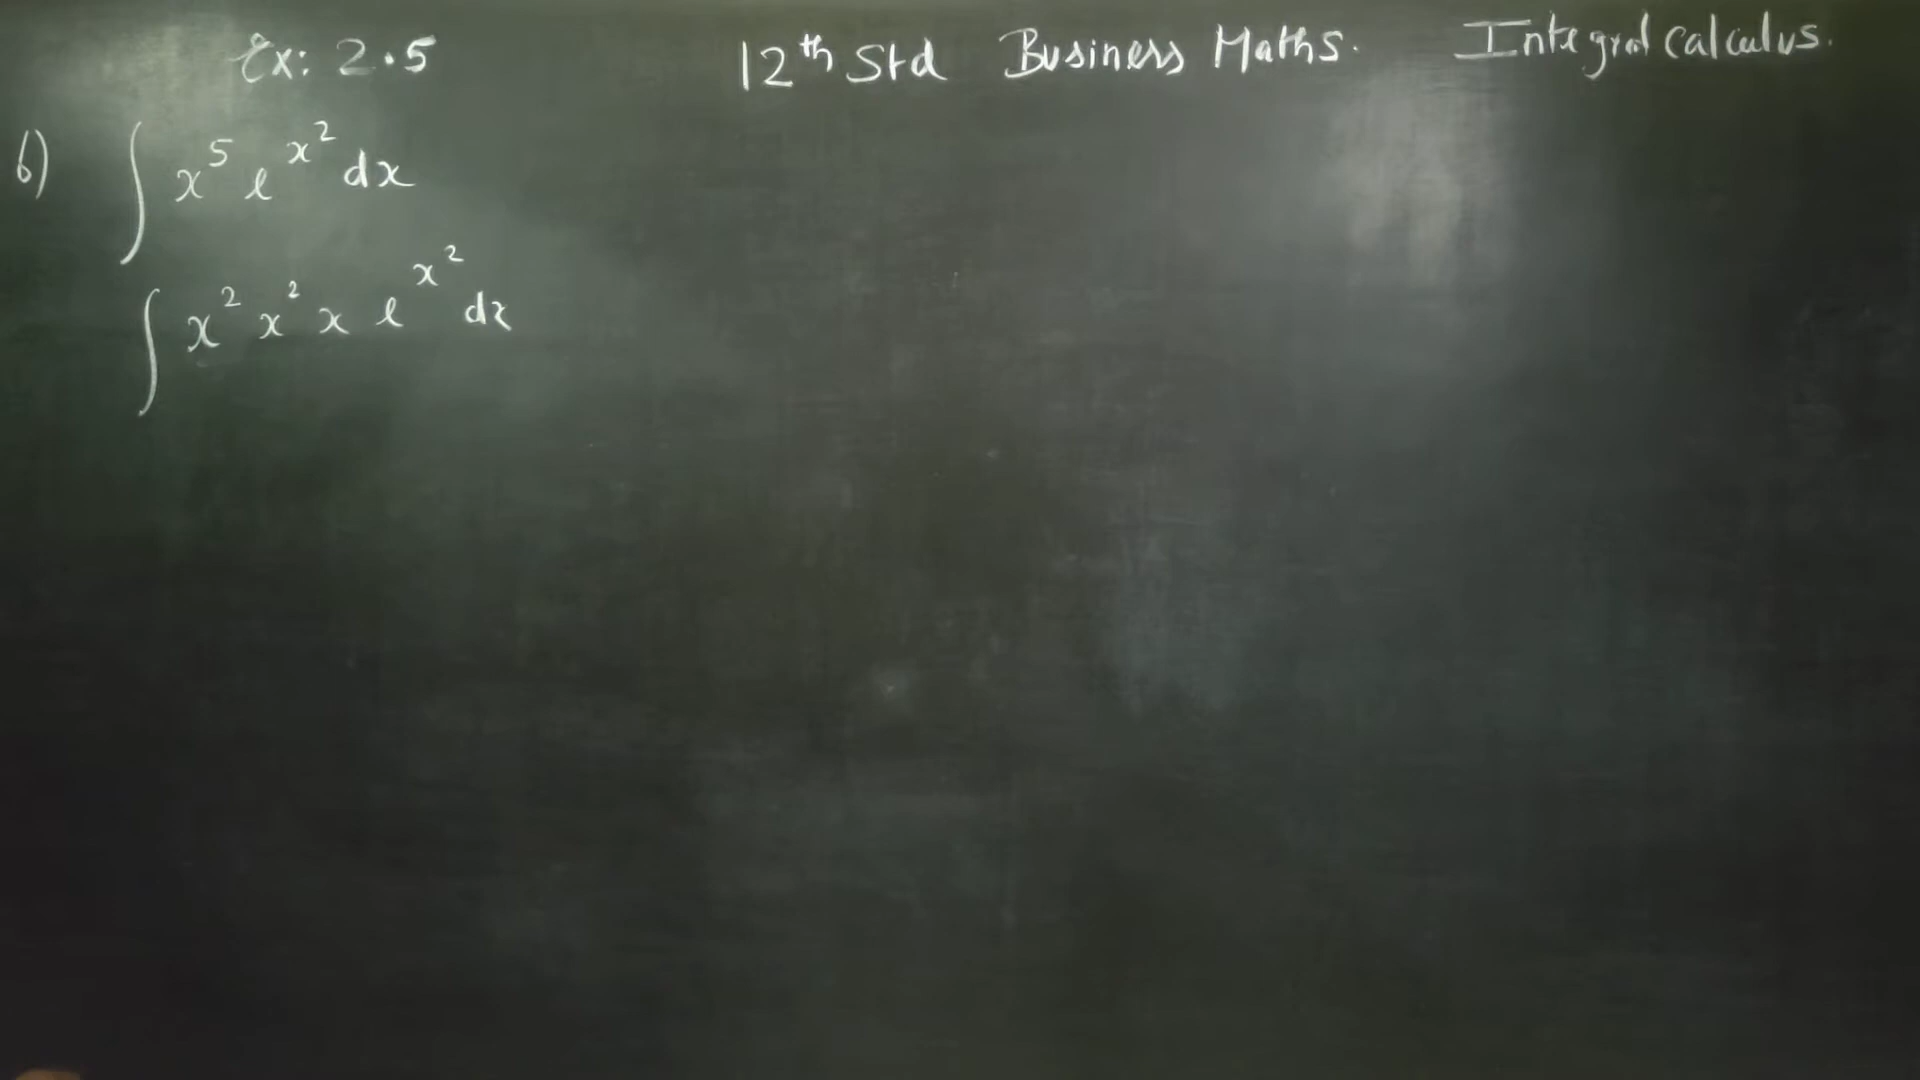 Ex: 2.5 12th Std Business Maths. Integral calculus.
6) ∫ x⁵ e^x² dx
∫ x² x² x e^x² dx